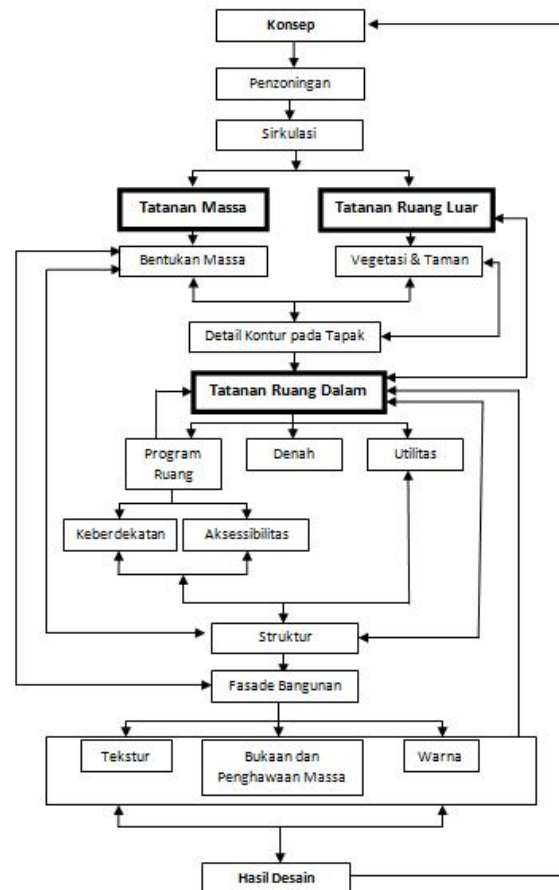 Konsep
Penzoningan
Sirkulasi
Tatanan Massa
Tatanan Ruang Luar
Bentukan Massa
Vegetasi & Taman
Detail Kontur pada Tapak
Tatanan Ruang Dalam
Program
Ruang
Denah
Utilitas
Keberdekatan
Aksessibilitas
Struktur
Fasade Bangunan
Tekstur
Bukaan dan
Penghawaan Massa
Warna
Hasil Desain